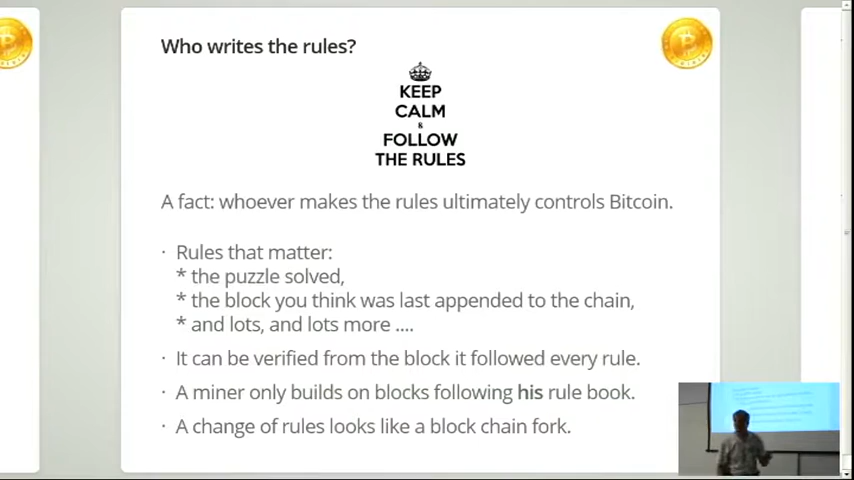 Who writes the rules?
KEEP
CALM
&
FOLLOW
THE RULES
A fact: whoever makes the rules ultimately controls Bitcoin.
· Rules that matter:
* the puzzle solved,
* the block you think was last appended to the chain,
* and lots, and lots more ....
· It can be verified from the block it followed every rule.
· A miner only builds on blocks following his rule book.
· A change of rules looks like a block chain fork.